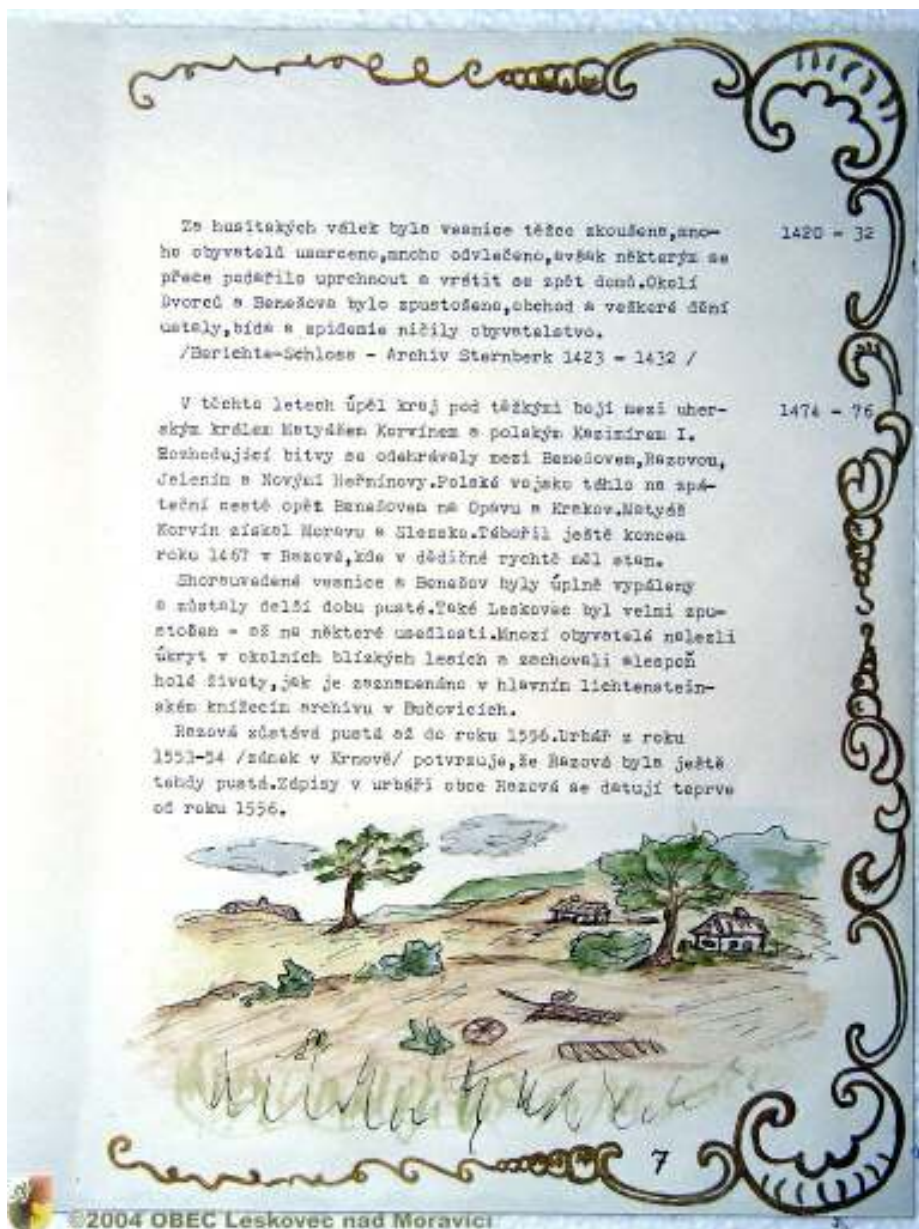 Za husitských válek byla vesnice těžce zkoušena,mno- 1420 - 32
ho obyvatelů usmrceno,mnoho odvlečeno,avšak některým se
přece podařilo uprchnout a vrátit se zpět domů.Okolí
Dvorců a Benešova bylo zpustošeno,obchod a veškeré dění
ustaly,bída a epidemie ničily obyvatelstvo.
/Berichte-Schloss - Archiv Sternberk 1423 - 1432 /
V těchto letech úpěl kraj pod těžkými boji mezi uher- 1474 - 76
ským králem Matyášem Korvínem a polským Kazimírem I.
Rozhodující bitvy se odehrávaly mezi Benešovem,Razovou,
Jelením a Novými Heřmínovy.Polské vojsko táhlo na zpá-
teční cestě opět Benešovem na Opavu a Krakov.Matyáš
Korvín získal Moravu a Slezsko.Tábořil ještě koncem
roku 1467 v Razové,kde v dědičné rychtě měl stan.
Shorauvedené vesnice a Benešov byly úplně vypáleny
a zůstaly delší dobu pusté.Také Leskovec byl velmi zpu-
stošen - až na některé usedlosti.Mnozí obyvatelé nalezli
úkryt v okolních blízkých lesích a zachovali alespoň
holé životy,jak je zaznamenáno v hlavním lichtenstein-
ském knížecím archivu v Bučovicích.
Razová zůstává pustá až do roku 1556.Urbář z roku
1553-54 /zámek v Krnově/ potvrzuje,že Razová byla ještě
tehdy pustá.Zápisy v urbáři obce Razová se datují teprve
od roku 1556.
7
©2004 OBEC Leskovec nad Moravicí